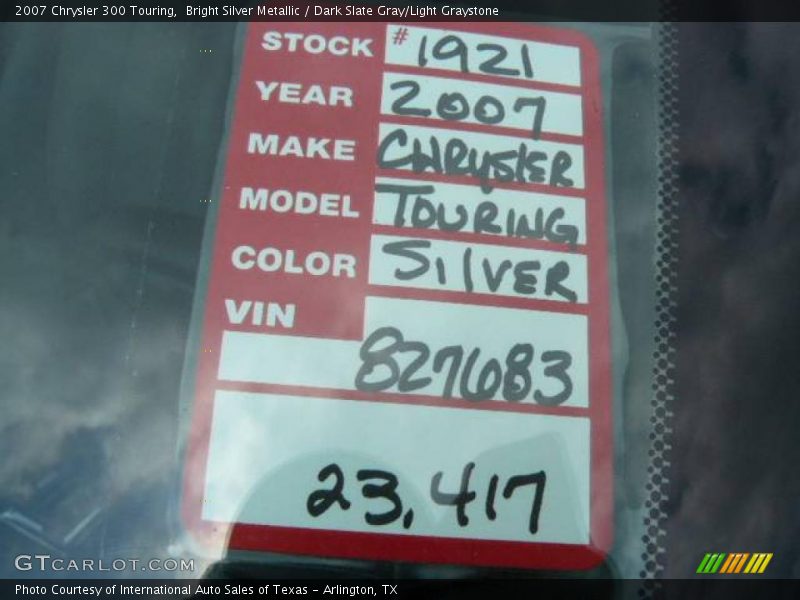 2007 Chrysler 300 Touring,  Bright Silver Metallic / Dark Slate Gray/Light Graystone
STOCK # 1921
YEAR 2007
MAKE CHRYSLER
MODEL TOURING
COLOR SILVER
VIN
827683
23,417
GTCARLOT.COM
Photo Courtesy of International Auto Sales of Texas - Arlington, TX